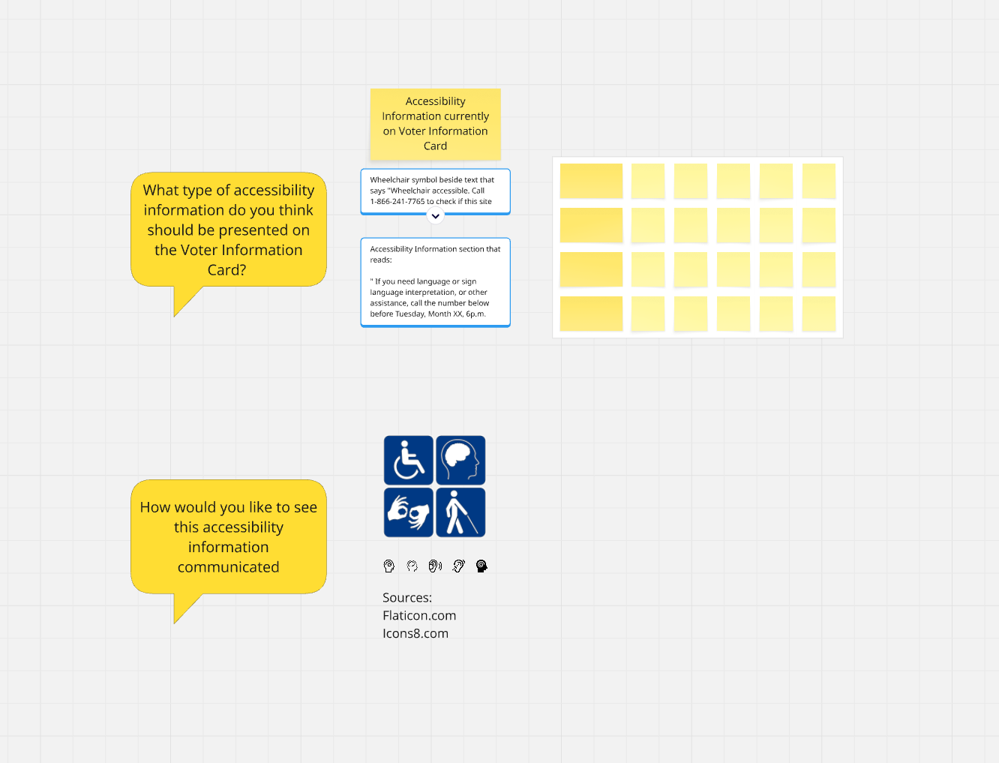 Accessibility
Information currently
on Voter Information
Card
What type of accessibility
information do you think
should be presented on
the Voter Information
Card?
Wheelchair symbol beside text that
says "Wheelchair accessible. Call
1-866-241-7765 to check if this site
Accessibility Information section that
reads:
" If you need language or sign
language interpretation, or other
assistance, call the number below
before Tuesday, Month XX, 6p.m.
How would you like to see
this accessibility
information
communicated
Sources:
Flaticon.com
Icons8.com